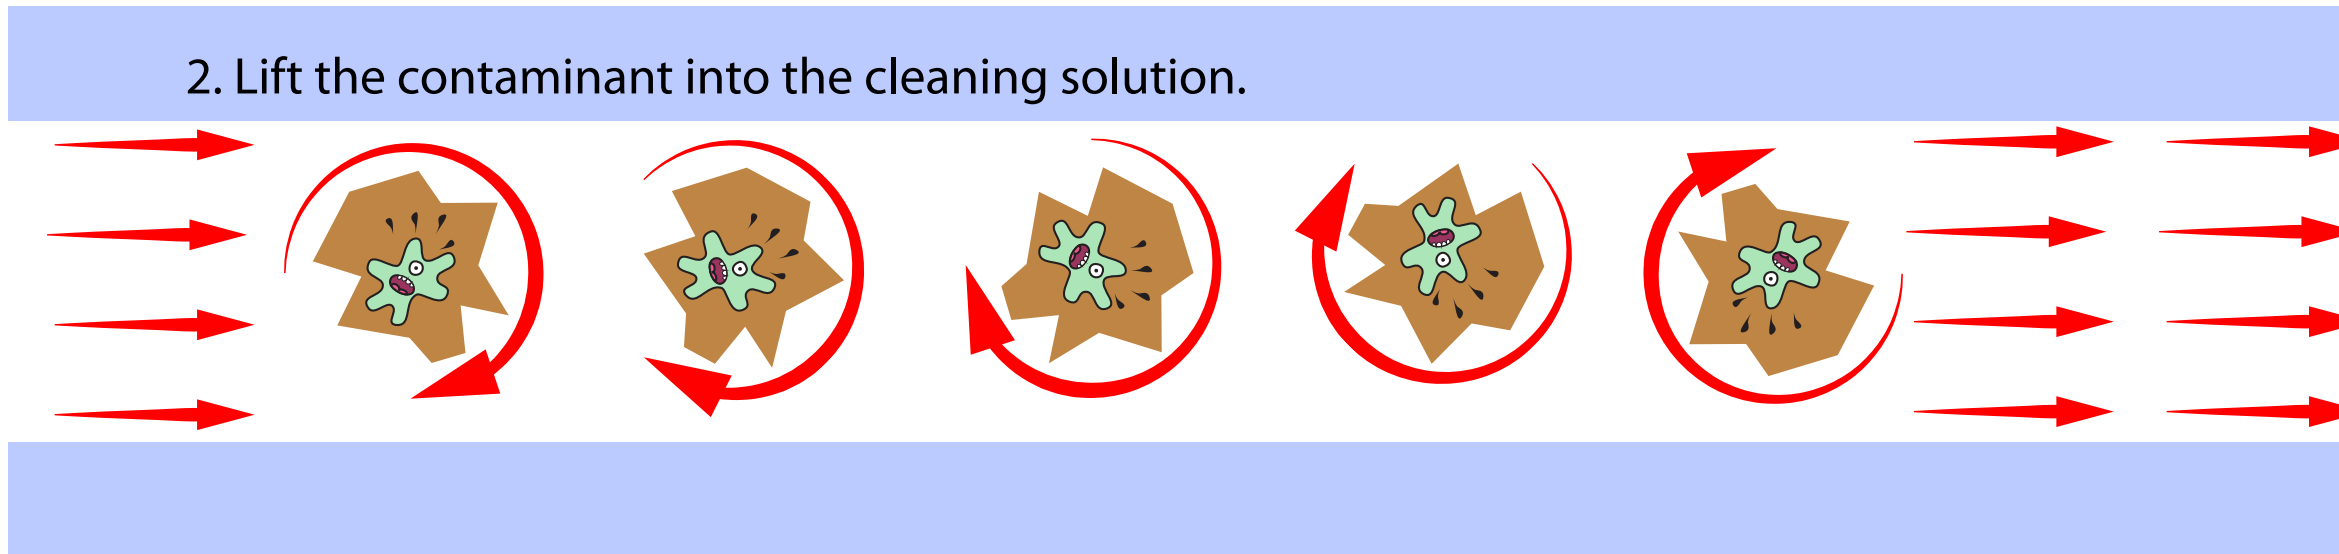 2. Lift the contaminant into the cleaning solution.